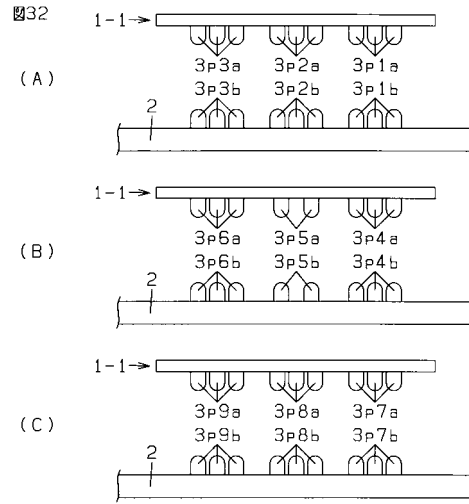 図32
1-1→
(A)
3p3a 3p2a 3p1a
3p3b 3p2b 3p1b
2
1-1→
(B)
3p6a 3p5a 3p4a
3p6b 3p5b 3p4b
2
1-1→
(C)
3p9a 3p8a 3p7a
3p9b 3p8b 3p7b
2